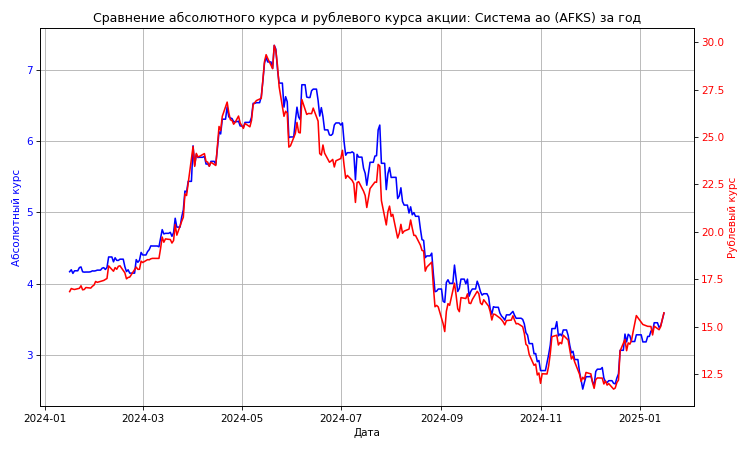 Сравнение абсолютного курса и рублевого курса акции: Система ао (AFKS) за год
Абсолютный курс
7
6
5
4
3
30.0
27.5
25.0
22.5
20.0
17.5
15.0
12.5
Рублевый курс
2024-01 2024-03 2024-05 2024-07 2024-09 2024-11 2025-01
Дата